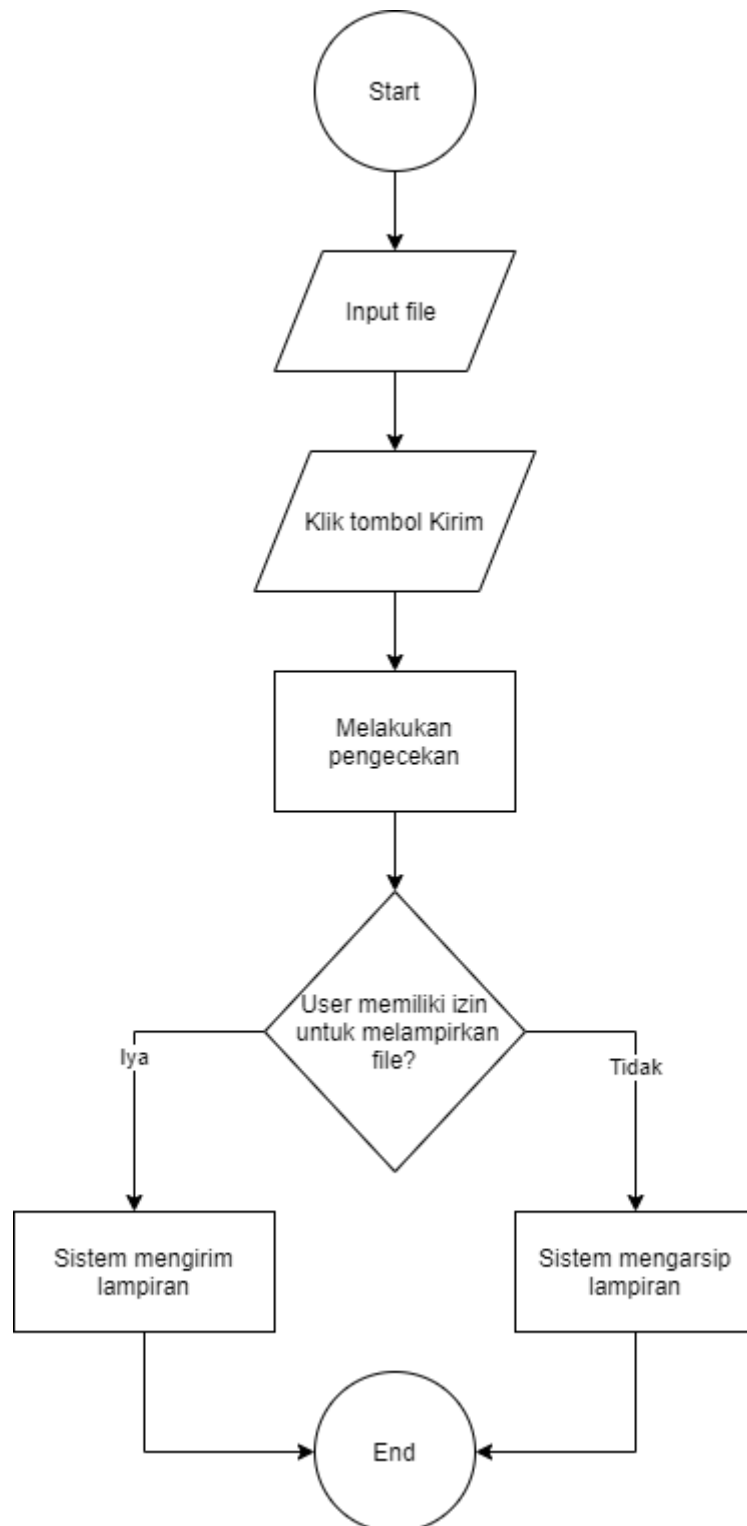 Start
Input file
Klik tombol Kirim
Melakukan
pengecekan
User memiliki izin
untuk melampirkan
file?
Iya
Tidak
Sistem mengirim
lampiran
Sistem mengarsip
lampiran
End